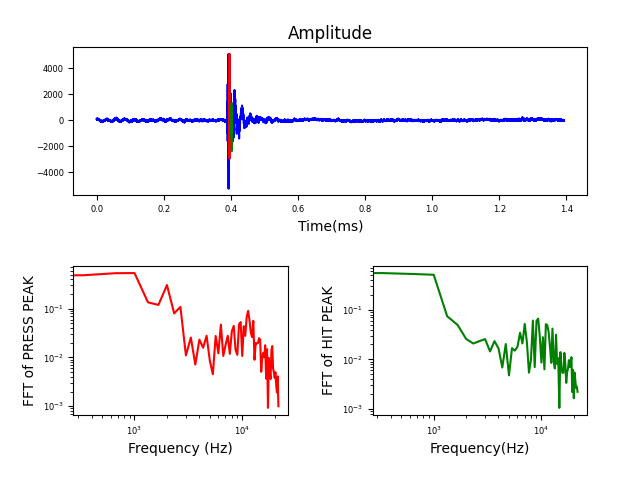 Amplitude
4000
2000
0
−2000
−4000
0.0 0.2 0.4 0.6 0.8 1.0 1.2 1.4
Time(ms)
FFT of PRESS PEAK
10⁻¹
10⁻²
10⁻³
10³ 10⁴
Frequency (Hz)
FFT of HIT PEAK
10⁻¹
10⁻²
10⁻³
10³ 10⁴
Frequency(Hz)